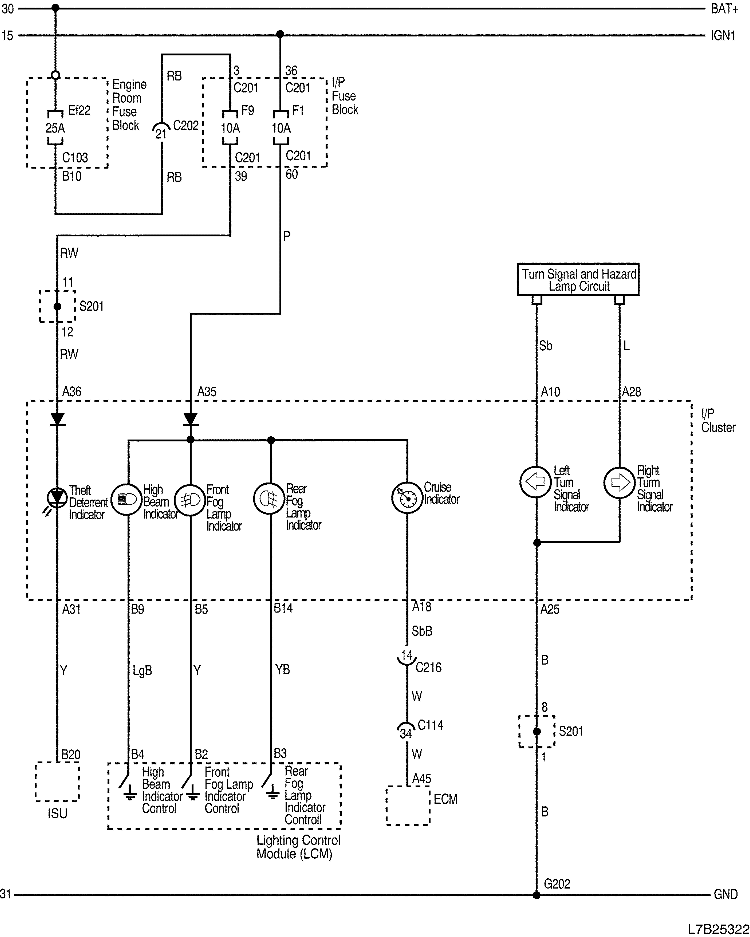 30 BAT+
15 IGN1
Engine
Room
Fuse
Block
Ef22
25A
C103
B10
RB
21 C202
RB
3 36
C201 C201
F9 F1
10A 10A
C201 C201
39 60
I/P
Fuse
Block
P
RW
11
S201
12
RW
Turn Signal and Hazard
Lamp Circuit
Sb L
A36 A35 A10 A28
I/P
Cluster
Theft
Deterrent
Indicator
High
Beam
Indicator
Front
Fog
Lamp
Indicator
Rear
Fog
Lamp
Indicator
Cruise
Indicator
Left
Turn
Signal
Indicator
Right
Turn
Signal
Indicator
A31 B9 B5 B14 A18 A25
SbB
14
C216
Y LgB Y YB W B
C114
34
W
8
S201
1
B20 B4 B2 B3 A45
ISU
High
Beam
Indicator
Control
Front
Fog Lamp
Indicator
Control
Rear
Fog
Lamp
Indicator
Controll
ECM
B
Lighting Control
Module (LCM)
G202
31 GND
L7B25322